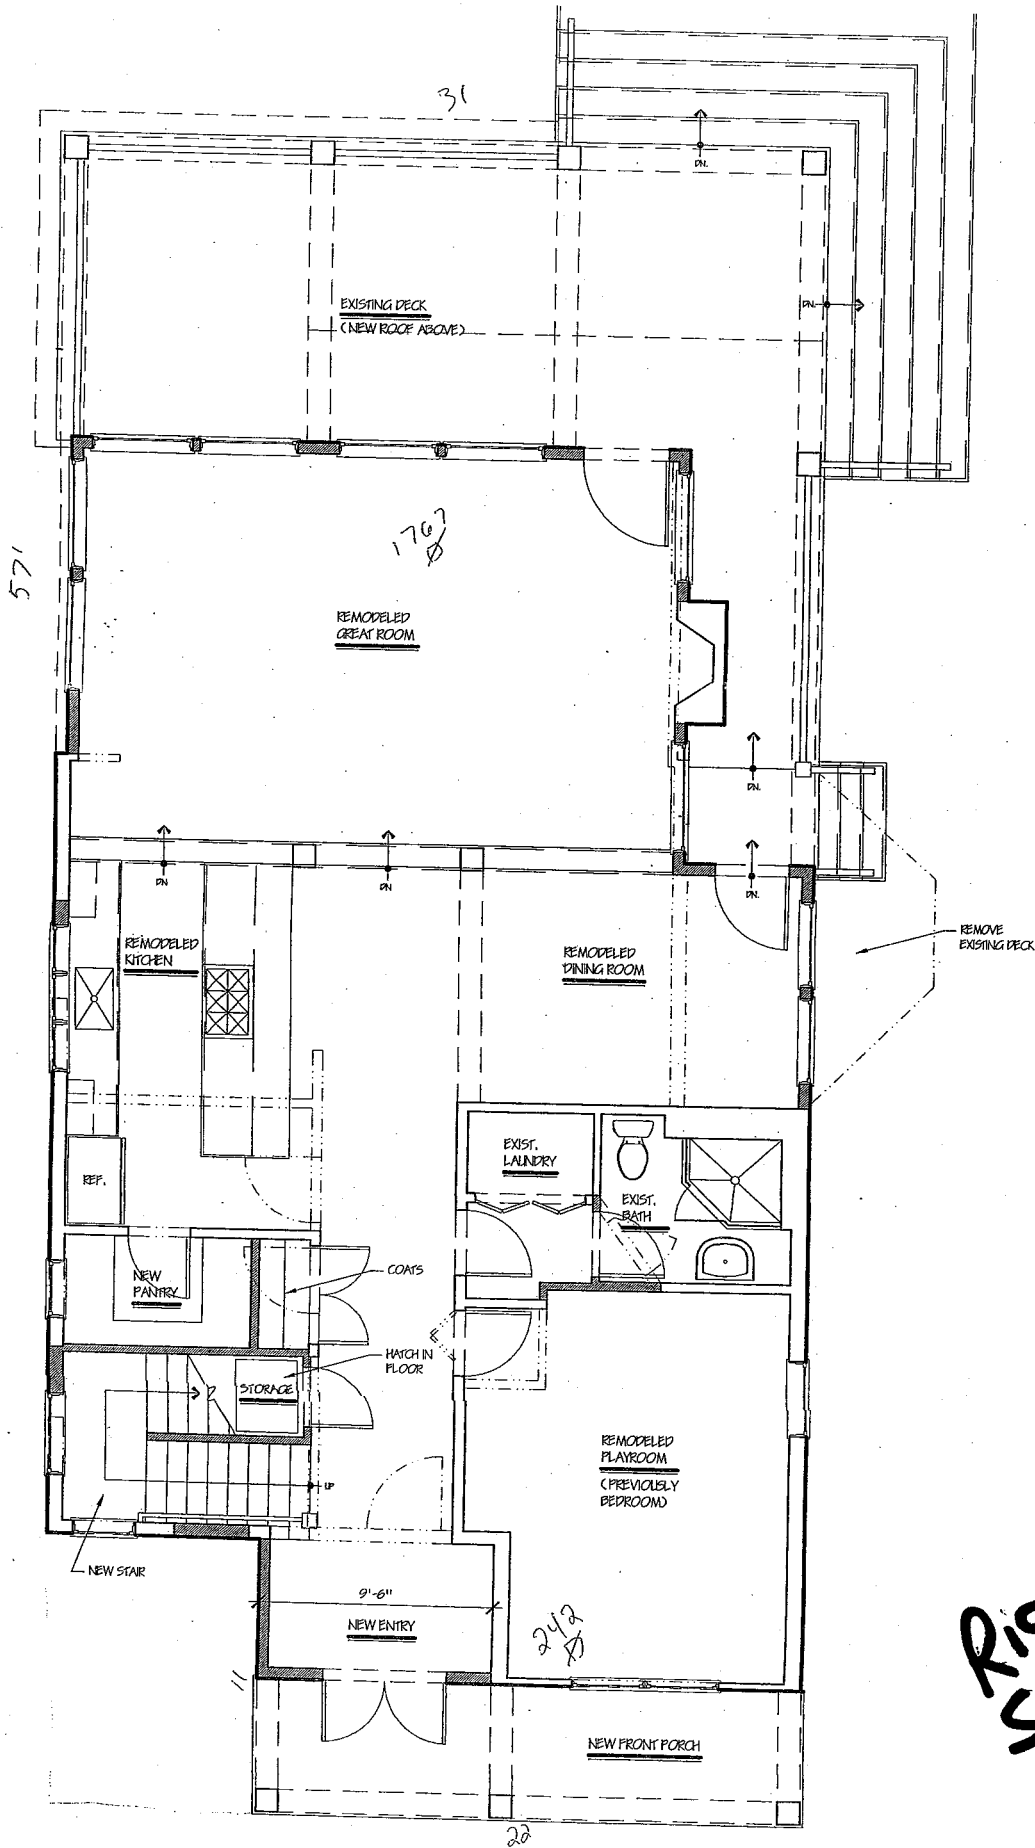 31
DN.
DN.
EXISTING DECK
(NEW ROOF ABOVE)
1767
57'
REMODELED
GREAT ROOM
DN.
DN
DN
DN.
REMODELED
KITCHEN
REMODELED
DINING ROOM
REMOVE
EXISTING DECK
EXIST.
LAUNDRY
REF.
EXIST.
BATH
COATS
NEW
PANTRY
HATCH IN
FLOOR
STORAGE
REMODELED
PLAYROOM
(PREVIOUSLY
BEDROOM)
UP
NEW STAIR
9'-6"
NEW ENTRY
242
11
NEW FRONT PORCH
22